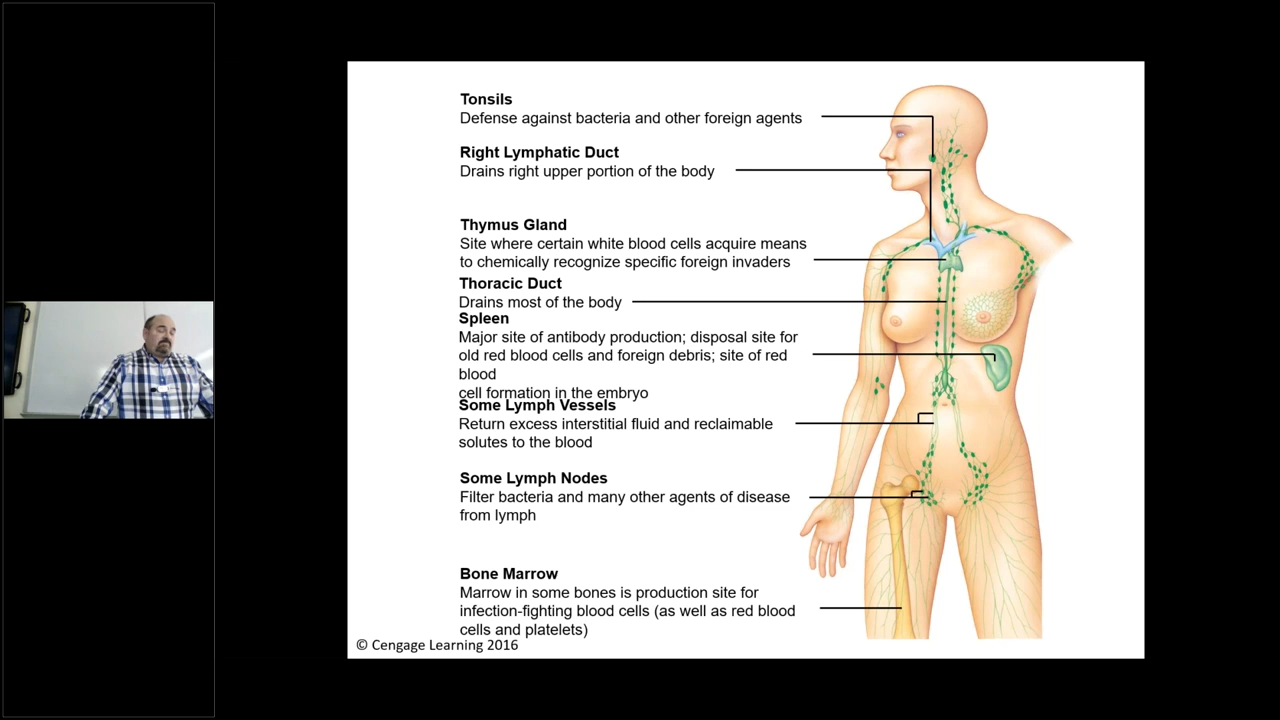 Tonsils
Defense against bacteria and other foreign agents
Right Lymphatic Duct
Drains right upper portion of the body
Thymus Gland
Site where certain white blood cells acquire means
to chemically recognize specific foreign invaders
Thoracic Duct
Drains most of the body
Spleen
Major site of antibody production; disposal site for
old red blood cells and foreign debris; site of red
blood
cell formation in the embryo
Some Lymph Vessels
Return excess interstitial fluid and reclaimable
solutes to the blood
Some Lymph Nodes
Filter bacteria and many other agents of disease
from lymph
Bone Marrow
Marrow in some bones is production site for
infection-fighting blood cells (as well as red blood
cells and platelets)
© Cengage Learning 2016